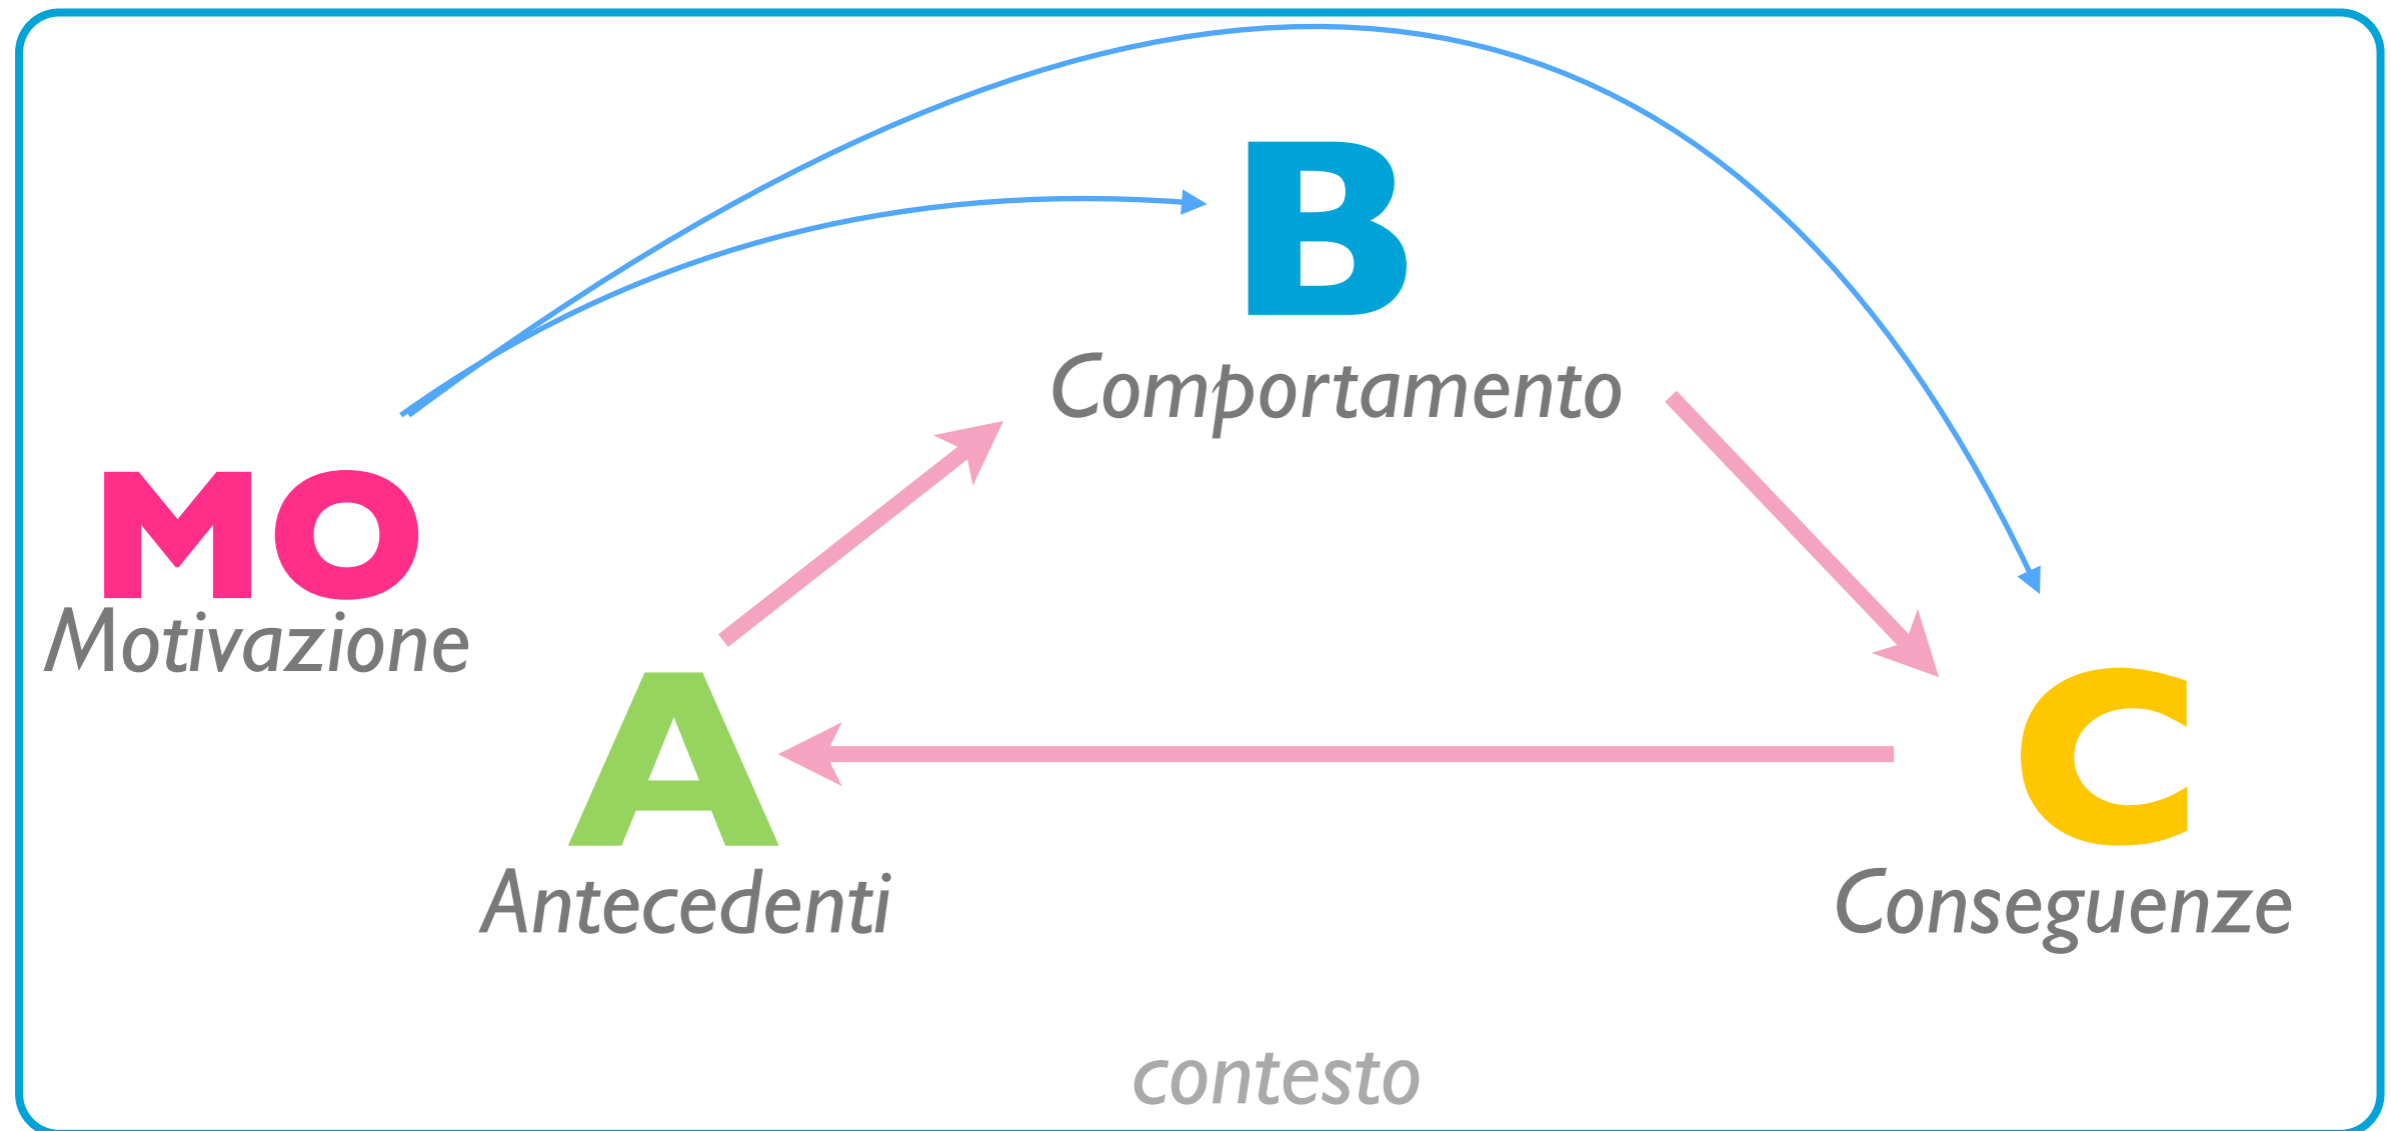 B
Comportamento
MO
Motivazione
A
Antecedenti
C
Conseguenze
contesto